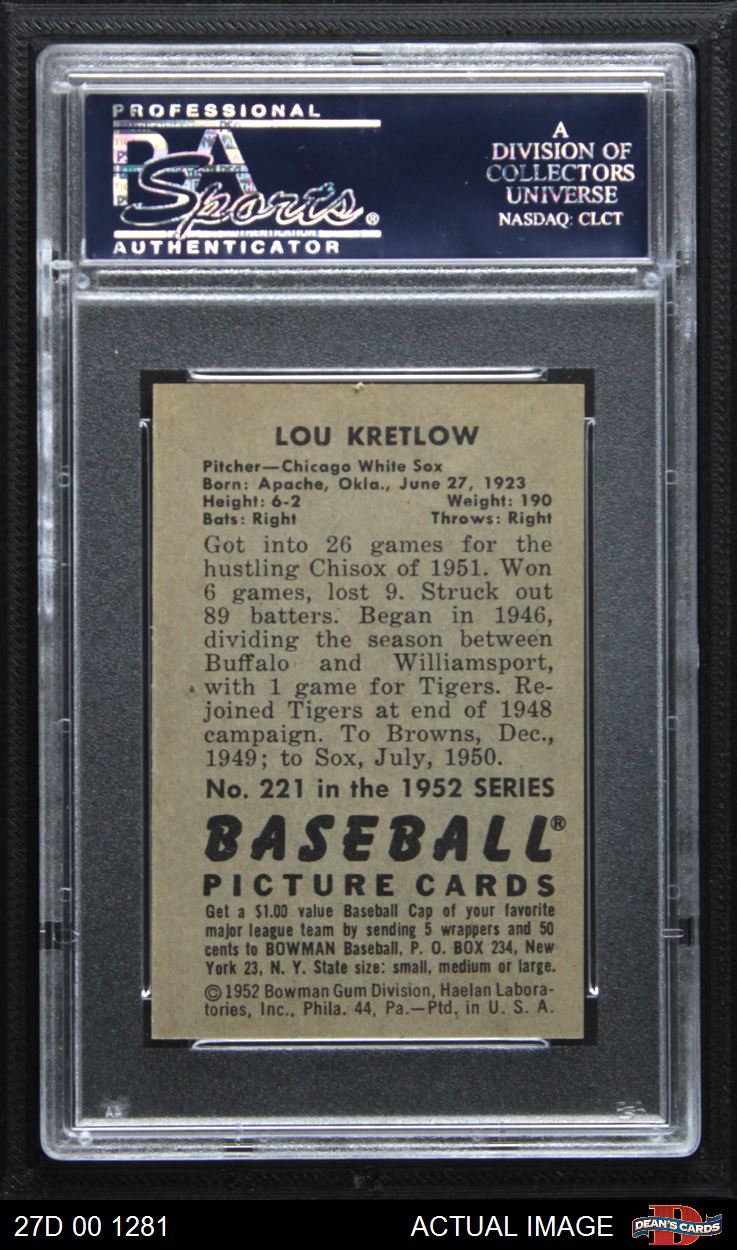 PROFESSIONAL
PSA
Sports®
AUTHENTICATOR
A
DIVISION OF
COLLECTORS
UNIVERSE
NASDAQ: CLCT
LOU KRETLOW
Pitcher—Chicago White Sox
Born: Apache, Okla., June 27, 1923
Height: 6-2 Weight: 190
Bats: Right Throws: Right
Got into 26 games for the
hustling Chisox of 1951. Won
6 games, lost 9. Struck out
89 batters. Began in 1946,
dividing the season between
Buffalo and Williamsport,
with 1 game for Tigers. Re-
joined Tigers at end of 1948
campaign. To Browns, Dec.,
1949; to Sox, July, 1950.
No. 221 in the 1952 SERIES
BASEBALL®
PICTURE CARDS
Get a $1.00 value Baseball Cap of your favorite
major league team by sending 5 wrappers and 50
cents to BOWMAN Baseball, P. O. BOX 234, New
York 23, N. Y. State size: small, medium or large.
©1952 Bowman Gum Division, Haelan Labora-
tories, Inc., Phila. 44, Pa.—Ptd. in U. S. A.
27D 00 1281
ACTUAL IMAGE
DEAN'S CARDS